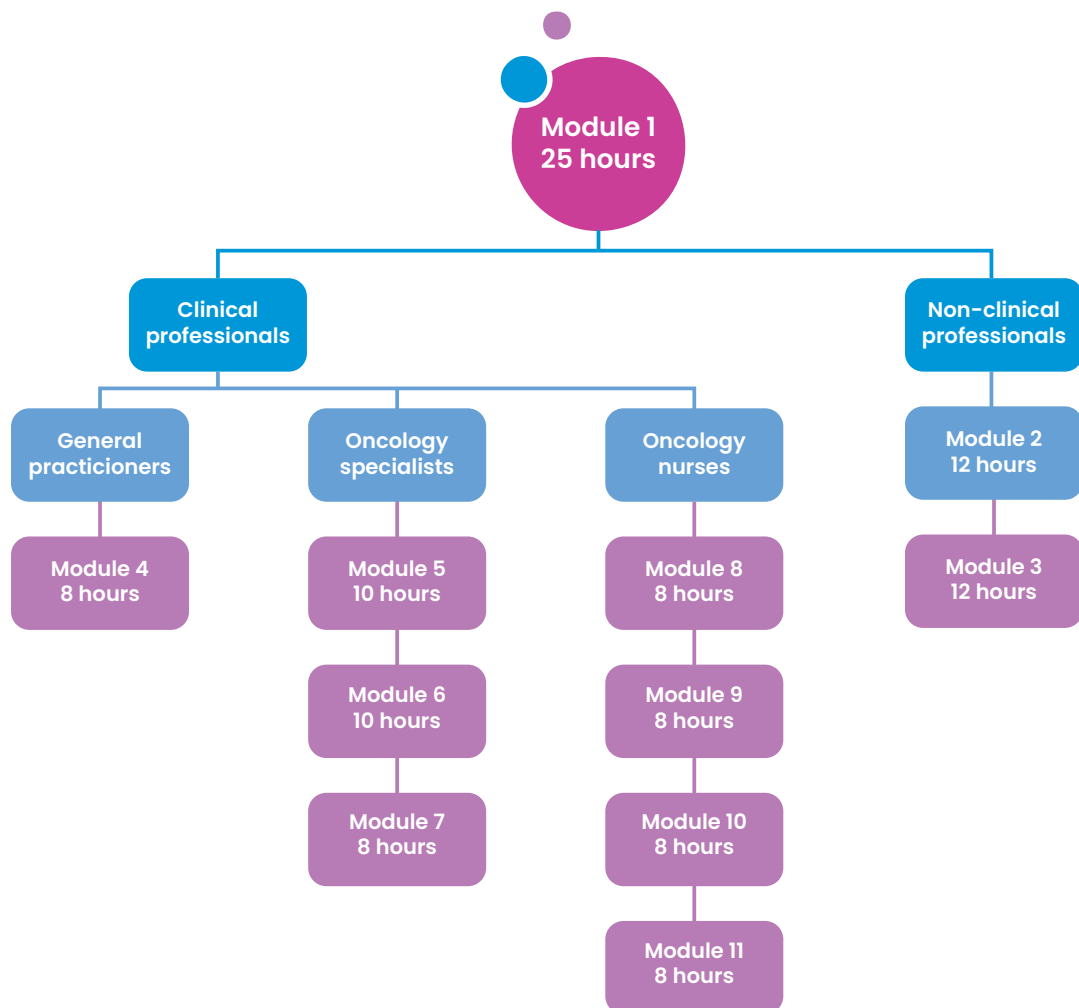 Module 1
25 hours
Clinical
professionals
Non-clinical
professionals
General
practicioners
Oncology
specialists
Oncology
nurses
Module 2
12 hours
Module 4
8 hours
Module 5
10 hours
Module 8
8 hours
Module 3
12 hours
Module 6
10 hours
Module 9
8 hours
Module 7
8 hours
Module 10
8 hours
Module 11
8 hours